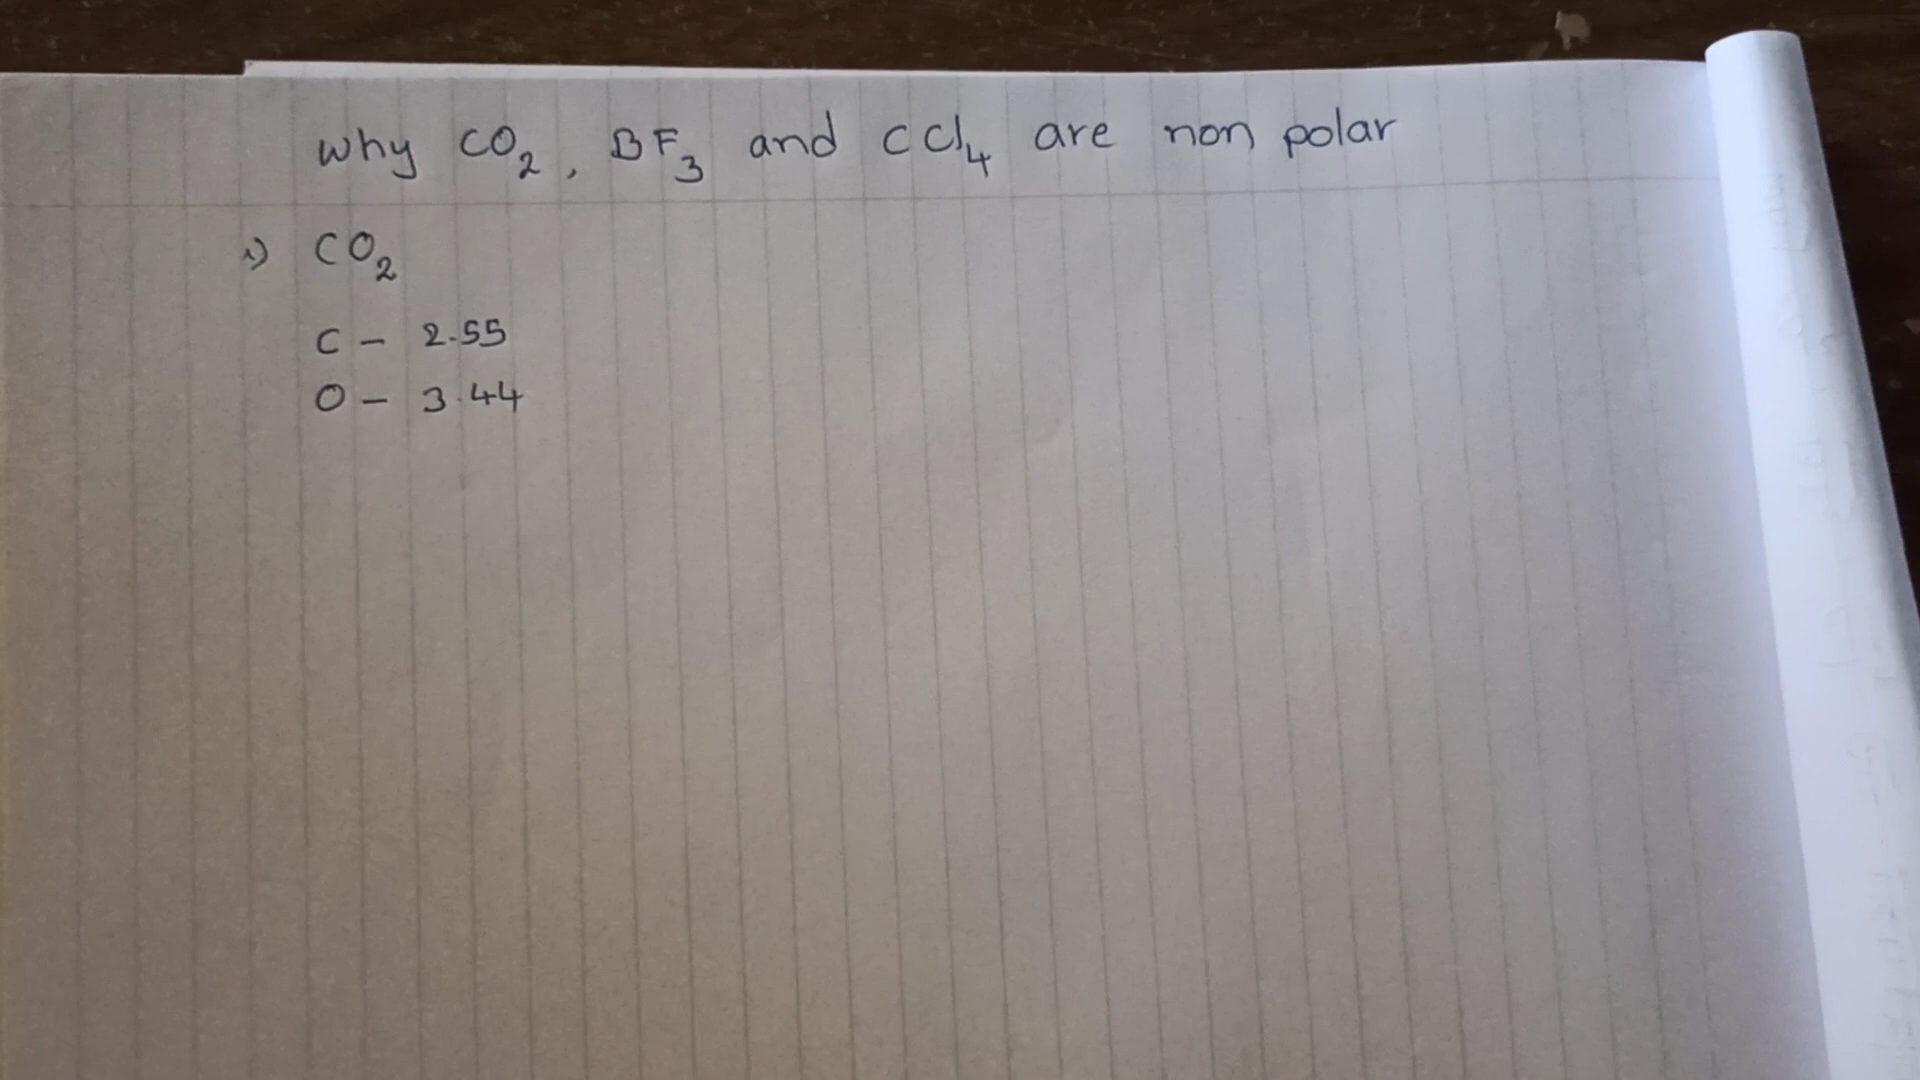 Why CO₂, BF₃ and CCl₄ are non polar
1) CO₂
C - 2.55
O - 3.44